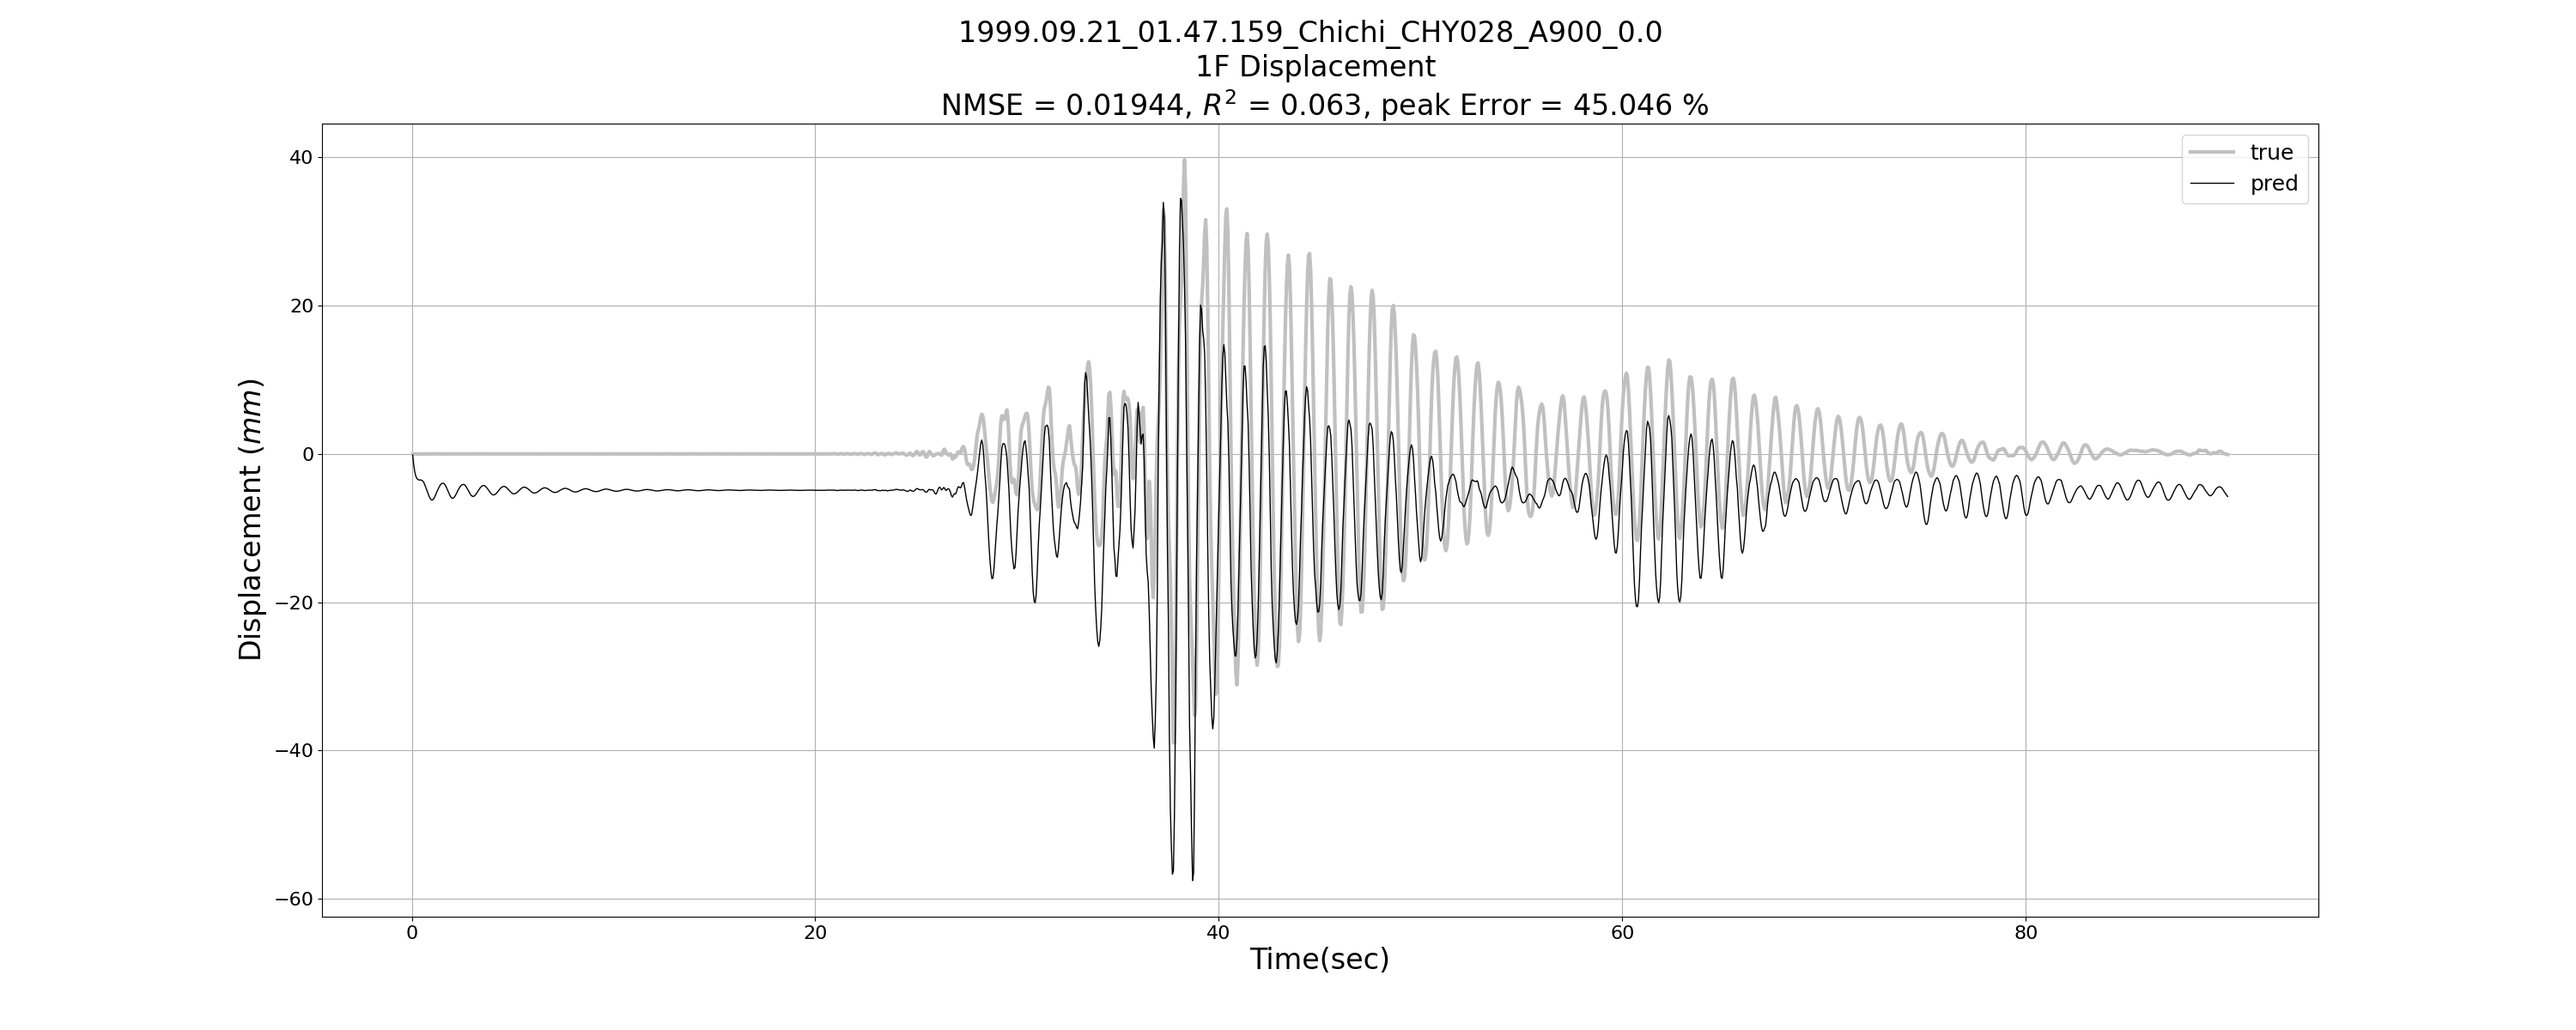 1999.09.21_01.47.159_Chichi_CHY028_A900_0.0
1F Displacement
NMSE = 0.01944, R² = 0.063, peak Error = 45.046 %
true
pred
Displacement (mm)
40
20
0
−20
−40
−60
0 20 40 60 80
Time(sec)